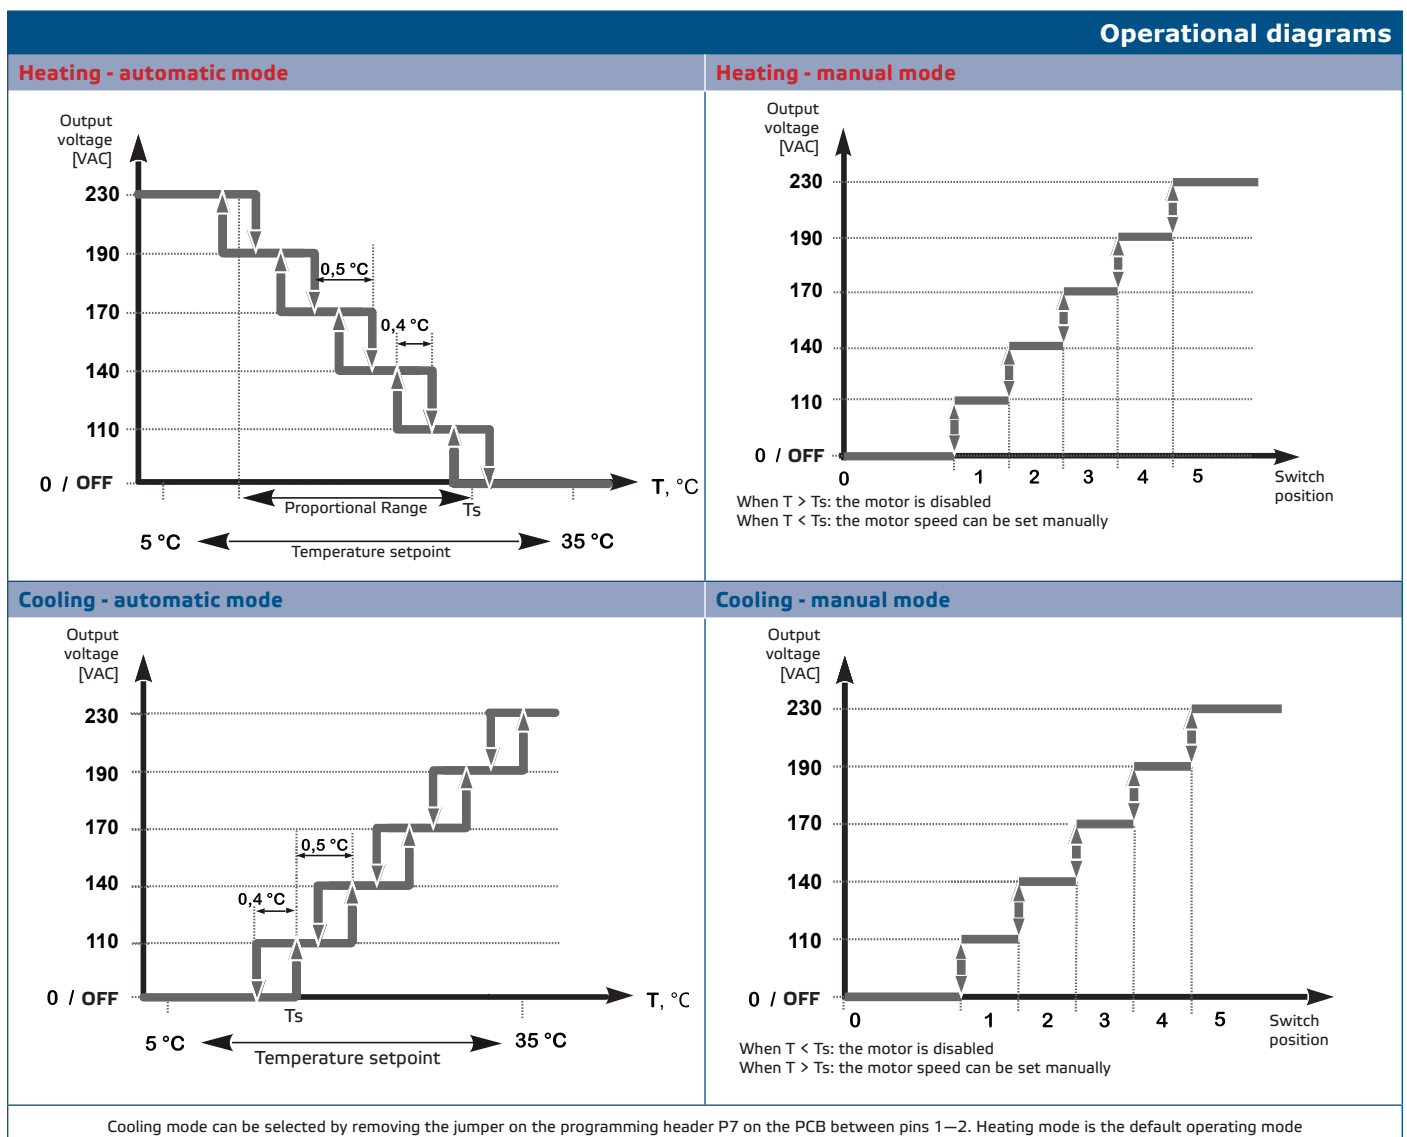 Operational diagrams
Heating - automatic mode
Output
voltage
[VAC]
230
190
170
140
110
0 / OFF
0,5 °C
0,4 °C
T, °C
Proportional Range
Ts
5 °C
Temperature setpoint
35 °C
Heating - manual mode
Output
voltage
[VAC]
230
190
170
140
110
0 / OFF
0
1
2
3
4
5
Switch
position
When T > Ts: the motor is disabled
When T < Ts: the motor speed can be set manually
Cooling - automatic mode
Output
voltage
[VAC]
230
190
170
140
110
0 / OFF
0,5 °C
0,4 °C
T, °C
Ts
5 °C
Temperature setpoint
35 °C
Cooling - manual mode
Output
voltage
[VAC]
230
190
170
140
110
0 / OFF
0
1
2
3
4
5
Switch
position
When T < Ts: the motor is disabled
When T > Ts: the motor speed can be set manually
Cooling mode can be selected by removing the jumper on the programming header P7 on the PCB between pins 1—2. Heating mode is the default operating mode